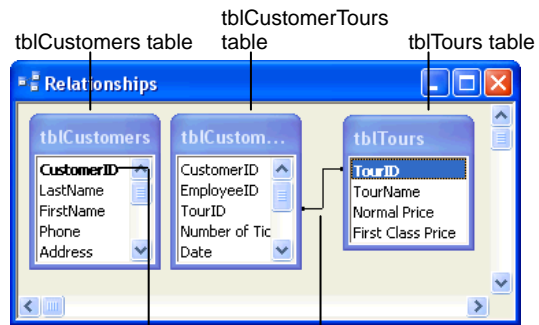 tblCustomerTours
tblCustomers table
table
tblTours table
Relationships
tblCustomers
tblCustom...
tblTours
CustomerID
LastName
FirstName
Phone
Address
CustomerID
EmployeeID
TourID
Number of Tic
Date
TourID
TourName
Normal Price
First Class Price